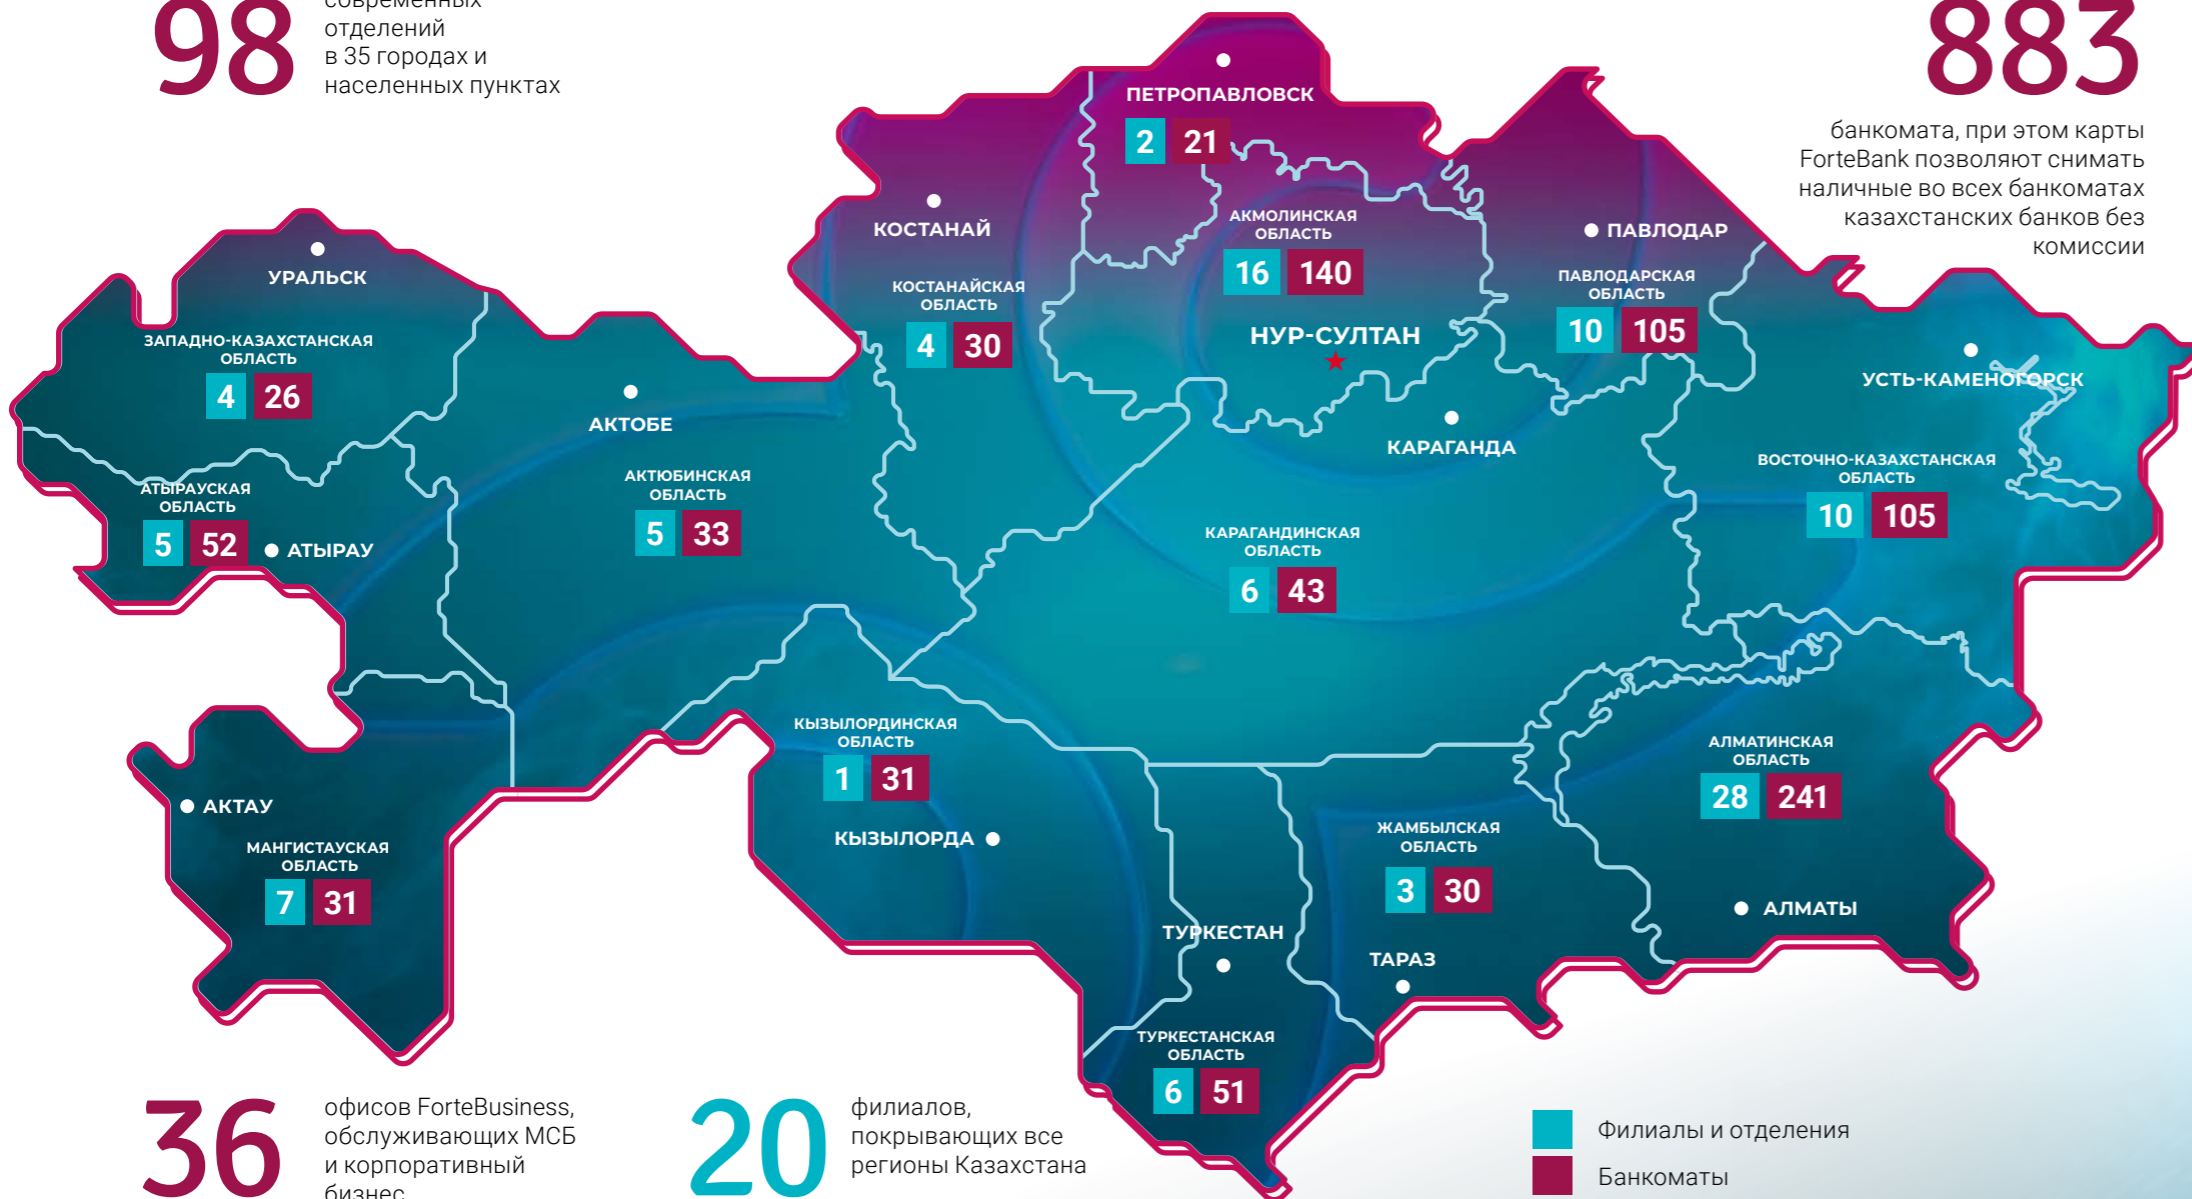 98
современных
отделений
в 35 городах и
населенных пунктах
883
банкомата, при этом карты
ForteBank позволяют снимать
наличные во всех банкоматах
казахстанских банков без
комиссии
ПЕТРОПАВЛОВСК
2 21
КОСТАНАЙ
КОСТАНАЙСКАЯ
ОБЛАСТЬ
4 30
АКМОЛИНСКАЯ
ОБЛАСТЬ
16 140
НУР-СУЛТАН
ПАВЛОДАР
ПАВЛОДАРСКАЯ
ОБЛАСТЬ
10 105
УРАЛЬСК
ЗАПАДНО-КАЗАХСТАНСКАЯ
ОБЛАСТЬ
4 26
АКТОБЕ
АКТЮБИНСКАЯ
ОБЛАСТЬ
5 33
КАРАГАНДА
КАРАГАНДИНСКАЯ
ОБЛАСТЬ
6 43
УСТЬ-КАМЕНОГОРСК
ВОСТОЧНО-КАЗАХСТАНСКАЯ
ОБЛАСТЬ
10 105
АТЫРАУСКАЯ
ОБЛАСТЬ
5 52
АТЫРАУ
АКТАУ
МАНГИСТАУСКАЯ
ОБЛАСТЬ
7 31
КЫЗЫЛОРДИНСКАЯ
ОБЛАСТЬ
1 31
КЫЗЫЛОРДА
ТУРКЕСТАН
ТУРКЕСТАНСКАЯ
ОБЛАСТЬ
6 51
ЖАМБЫЛСКАЯ
ОБЛАСТЬ
3 30
ТАРАЗ
АЛМАТИНСКАЯ
ОБЛАСТЬ
28 241
АЛМАТЫ
36
офисов ForteBusiness,
обслуживающих МСБ
и корпоративный
бизнес
20
филиалов,
покрывающих все
регионы Казахстана
Филиалы и отделения
Банкоматы